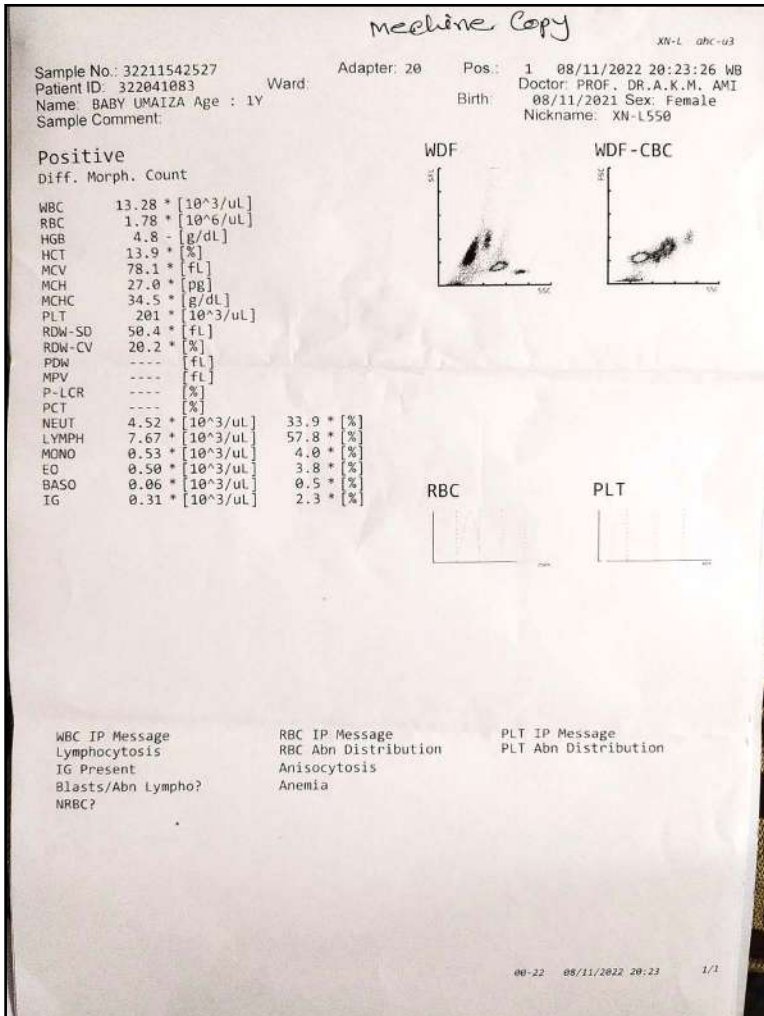 Mechine Copy
XN-L ahc-u3
Sample No.: 32211542527 Adapter: 20 Pos.: 1 08/11/2022 20:23:26 WB
Patient ID: 322041083 Ward: Doctor: PROF. DR.A.K.M. AMI
Name: BABY UMAIZA Age : 1Y Birth: 08/11/2021 Sex: Female
Sample Comment: Nickname: XN-L550
Positive
Diff. Morph. Count
WDF WDF-CBC
SFL FSC
SSC SSC
WBC 13.28 * [10^3/uL]
RBC 1.78 * [10^6/uL]
HGB 4.8 - [g/dL]
HCT 13.9 * [%]
MCV 78.1 * [fL]
MCH 27.0 * [pg]
MCHC 34.5 * [g/dL]
PLT 201 * [10^3/uL]
RDW-SD 50.4 * [fL]
RDW-CV 20.2 * [%]
PDW ---- [fL]
MPV ---- [fL]
P-LCR ---- [%]
PCT ---- [%]
NEUT 4.52 * [10^3/uL] 33.9 * [%]
LYMPH 7.67 * [10^3/uL] 57.8 * [%]
MONO 0.53 * [10^3/uL] 4.0 * [%]
EO 0.50 * [10^3/uL] 3.8 * [%]
BASO 0.06 * [10^3/uL] 0.5 * [%]
IG 0.31 * [10^3/uL] 2.3 * [%]
RBC PLT
WBC IP Message RBC IP Message PLT IP Message
Lymphocytosis RBC Abn Distribution PLT Abn Distribution
IG Present Anisocytosis
Blasts/Abn Lympho? Anemia
NRBC?
00-22 08/11/2022 20:23 1/1